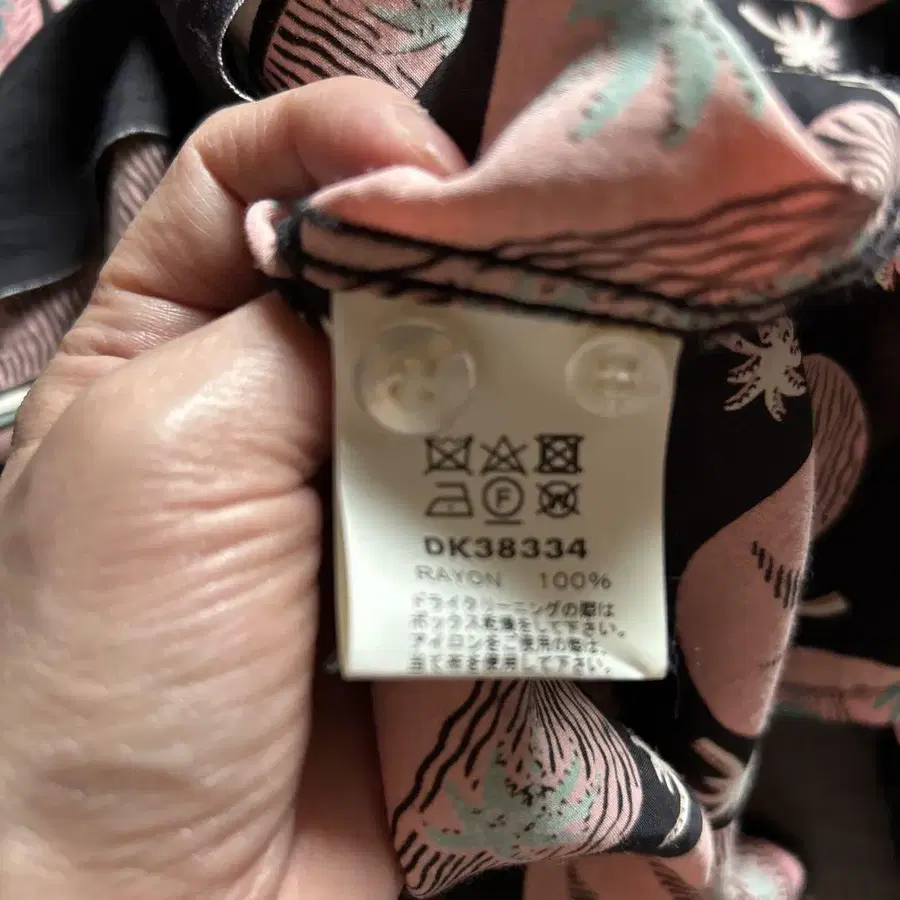 F
W
DK38334
RAYON 100%
ドライクリーニングの際は
ボックス乾燥をして下さい。
アイロンをご使用の際は、
当て布を使用して下さい。